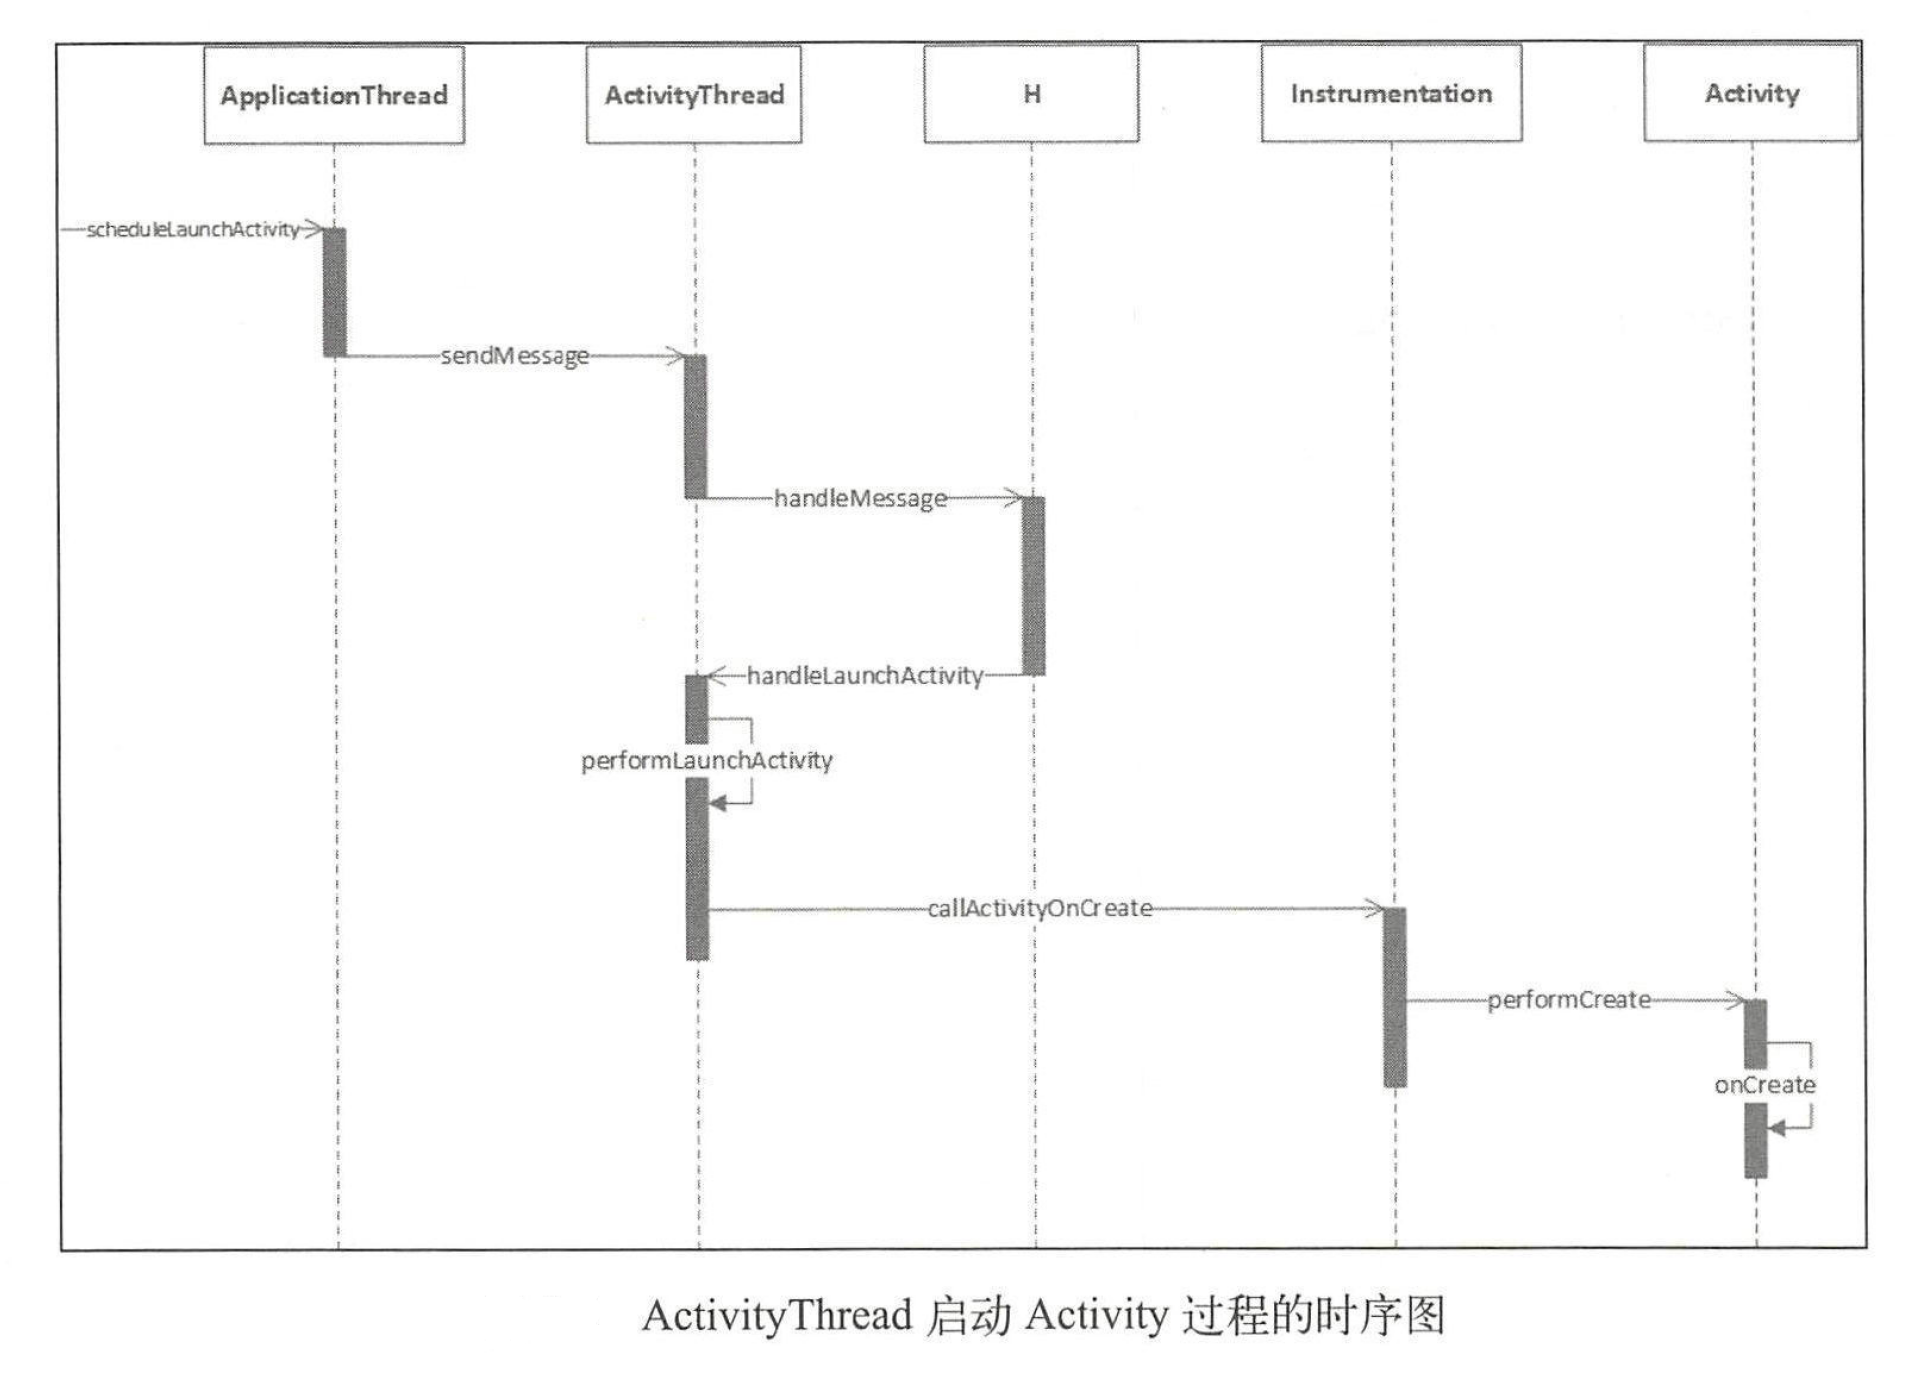 ApplicationThread
ActivityThread
H
Instrumentation
Activity
scheduleLaunchActivity
sendMessage
handleMessage
handleLaunchActivity
performLaunchActivity
callActivityOnCreate
performCreate
onCreate
ActivityThread 启动 Activity 过程的时序图